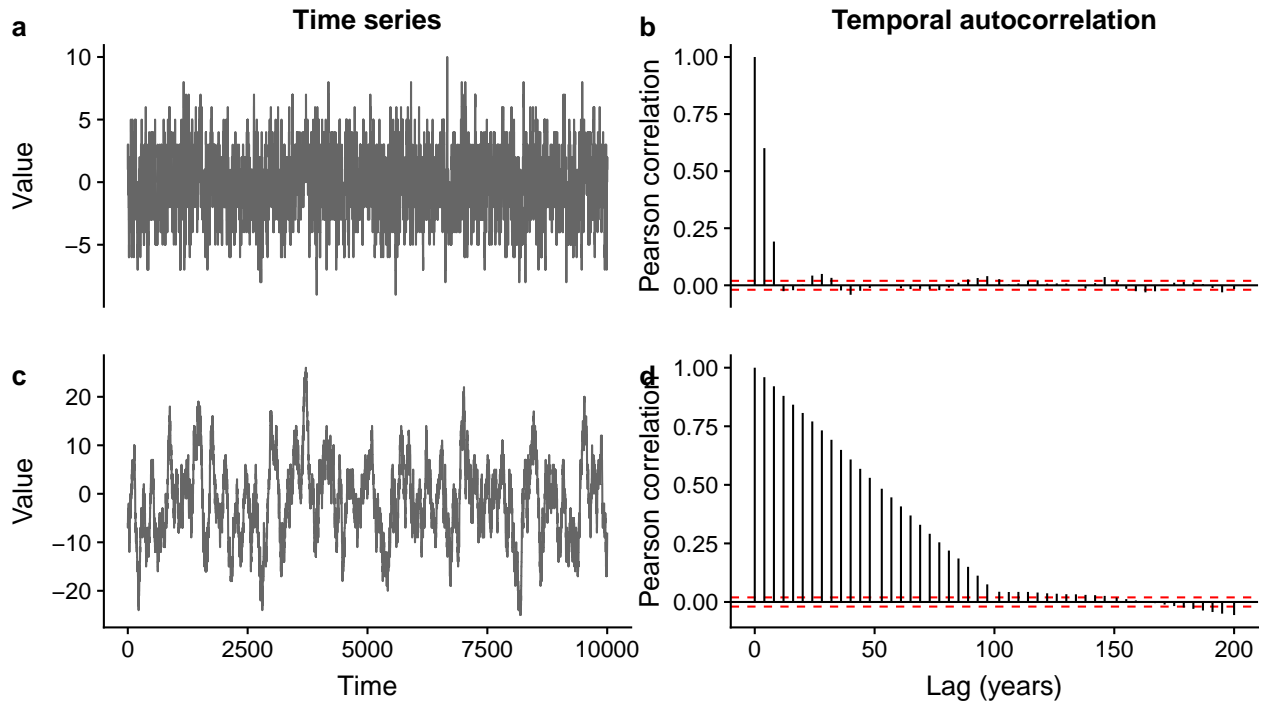 a
Time series
10
5
0
−5
Value
b
Temporal autocorrelation
1.00
0.75
0.50
0.25
0.00
Pearson correlation
c
20
10
0
−10
−20
Value
0 2500 5000 7500 10000
Time
d
1.00
0.75
0.50
0.25
0.00
Pearson correlation
0 50 100 150 200
Lag (years)